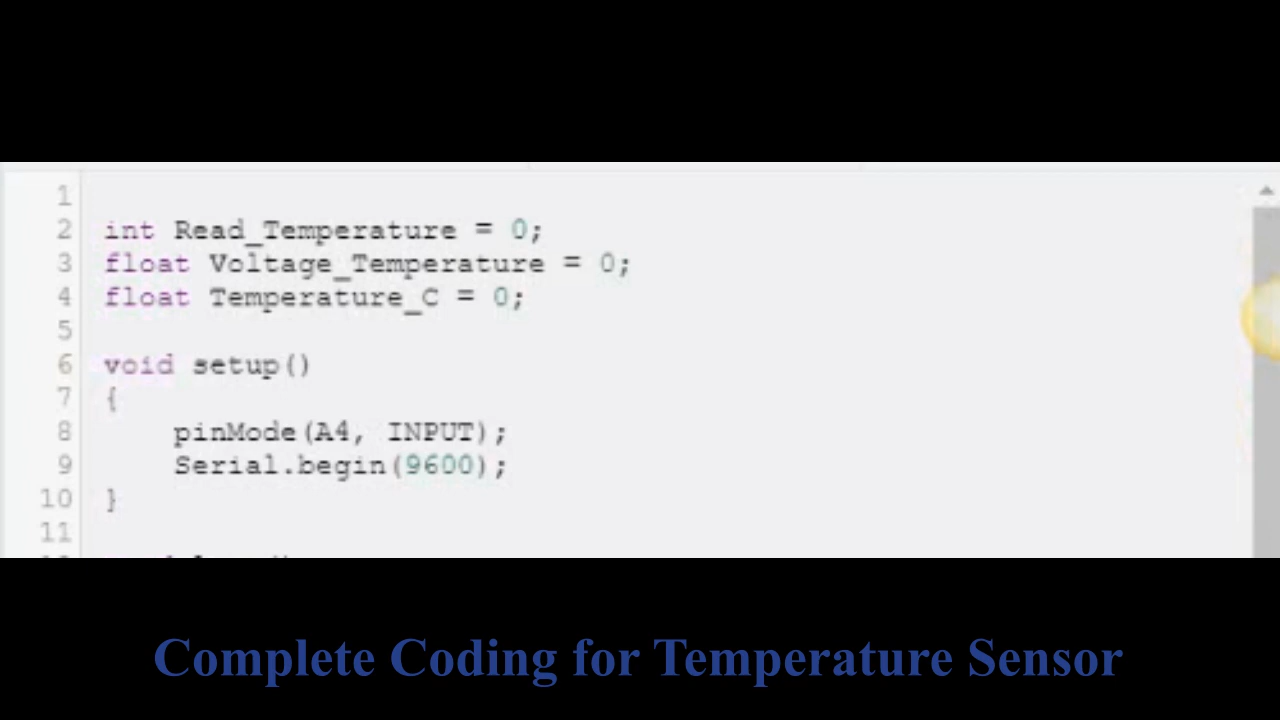 1
2 int Read_Temperature = 0;
3 float Voltage_Temperature = 0;
4 float Temperature_C = 0;
5
6 void setup()
7 {
8     pinMode(A4, INPUT);
9     Serial.begin(9600);
10 }
11
Complete Coding for Temperature Sensor